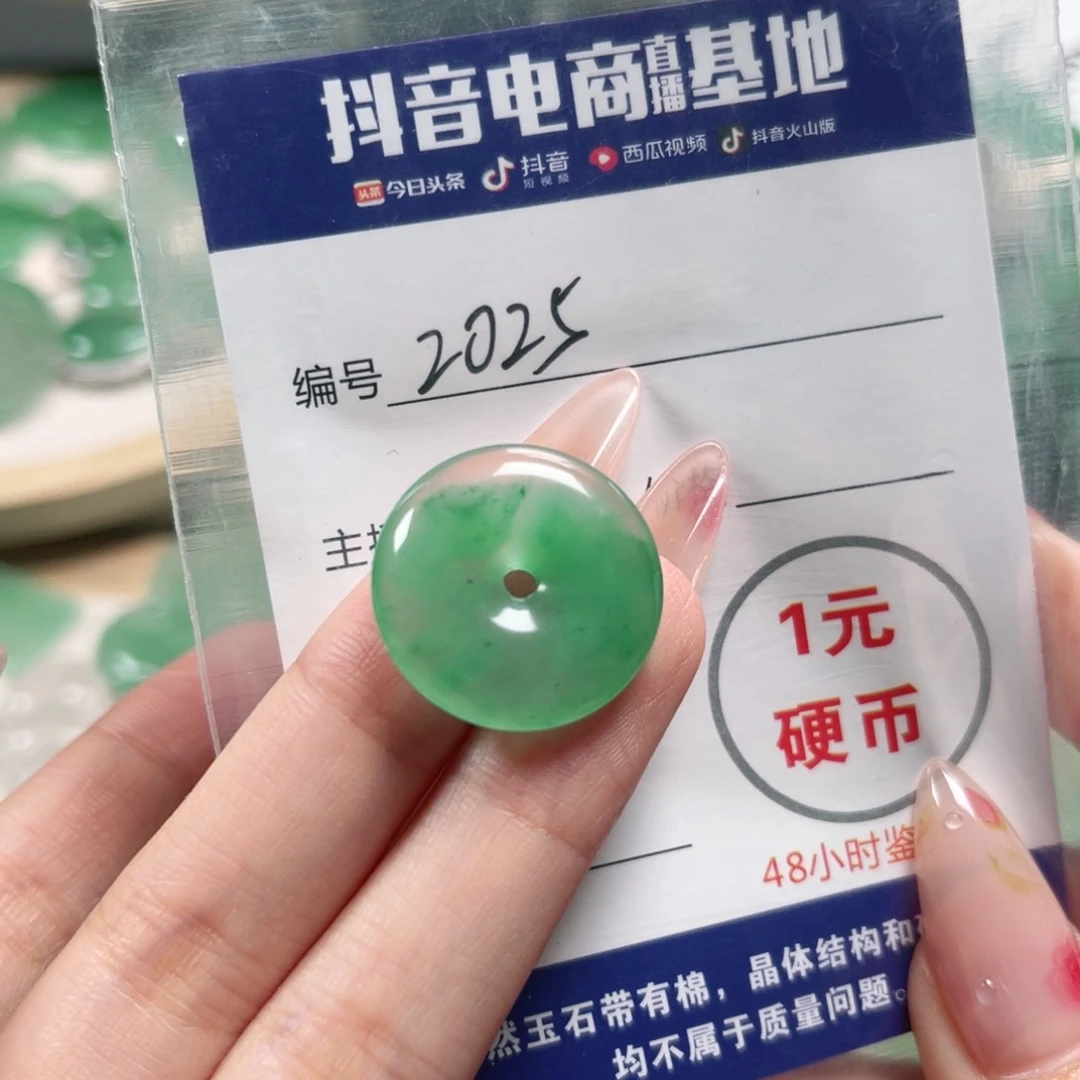 抖音电商直播基地
头条 今日头条 抖音短视频 西瓜视频 抖音火山版
编号 2025
主
1元
硬币
48小时鉴
然玉石带有棉，晶体结构和
均不属于质量问题。